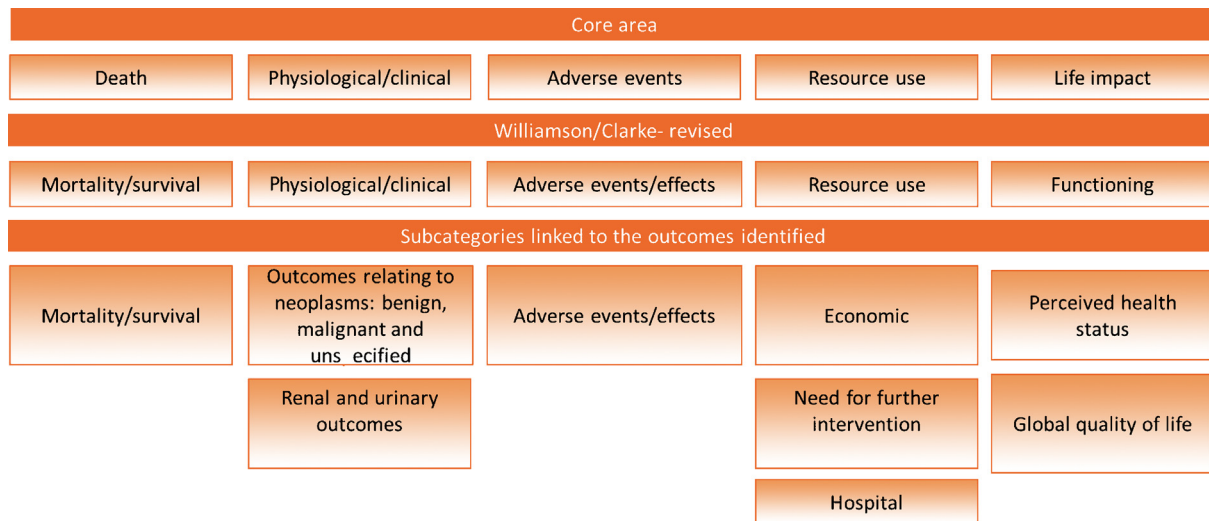 Core area
Death
Physiological/clinical
Adverse events
Resource use
Life impact
Williamson/Clarke- revised
Mortality/survival
Physiological/clinical
Adverse events/effects
Resource use
Functioning
Subcategories linked to the outcomes identified
Mortality/survival
Outcomes relating to
neoplasms: benign,
malignant and
uns ecified
Adverse events/effects
Economic
Perceived health
status
Renal and urinary
outcomes
Need for further
intervention
Global quality of life
Hospital